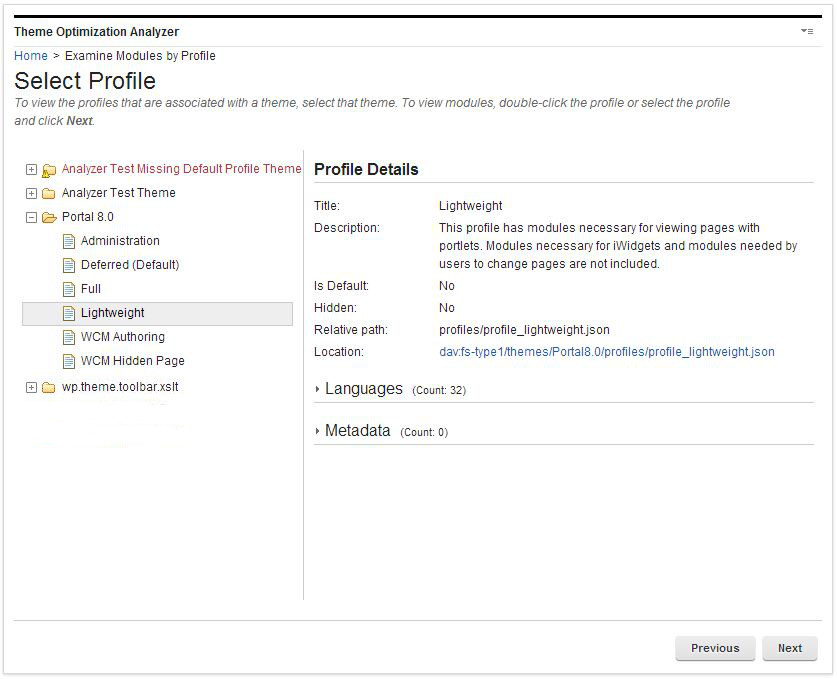 Theme Optimization Analyzer
Home > Examine Modules by Profile
Select Profile
To view the profiles that are associated with a theme, select that theme. To view modules, double-click the profile or select the profile
and click Next.
Analyzer Test Missing Default Profile Theme
Analyzer Test Theme
Portal 8.0
Administration
Deferred (Default)
Full
Lightweight
WCM Authoring
WCM Hidden Page
wp.theme.toolbar.xslt
Profile Details
Title: Lightweight
Description: This profile has modules necessary for viewing pages with
portlets. Modules necessary for iWidgets and modules needed by
users to change pages are not included.
Is Default: No
Hidden: No
Relative path: profiles/profile_lightweight.json
Location: dav:fs-type1/themes/Portal8.0/profiles/profile_lightweight.json
Languages (Count: 32)
Metadata (Count: 0)
Previous Next